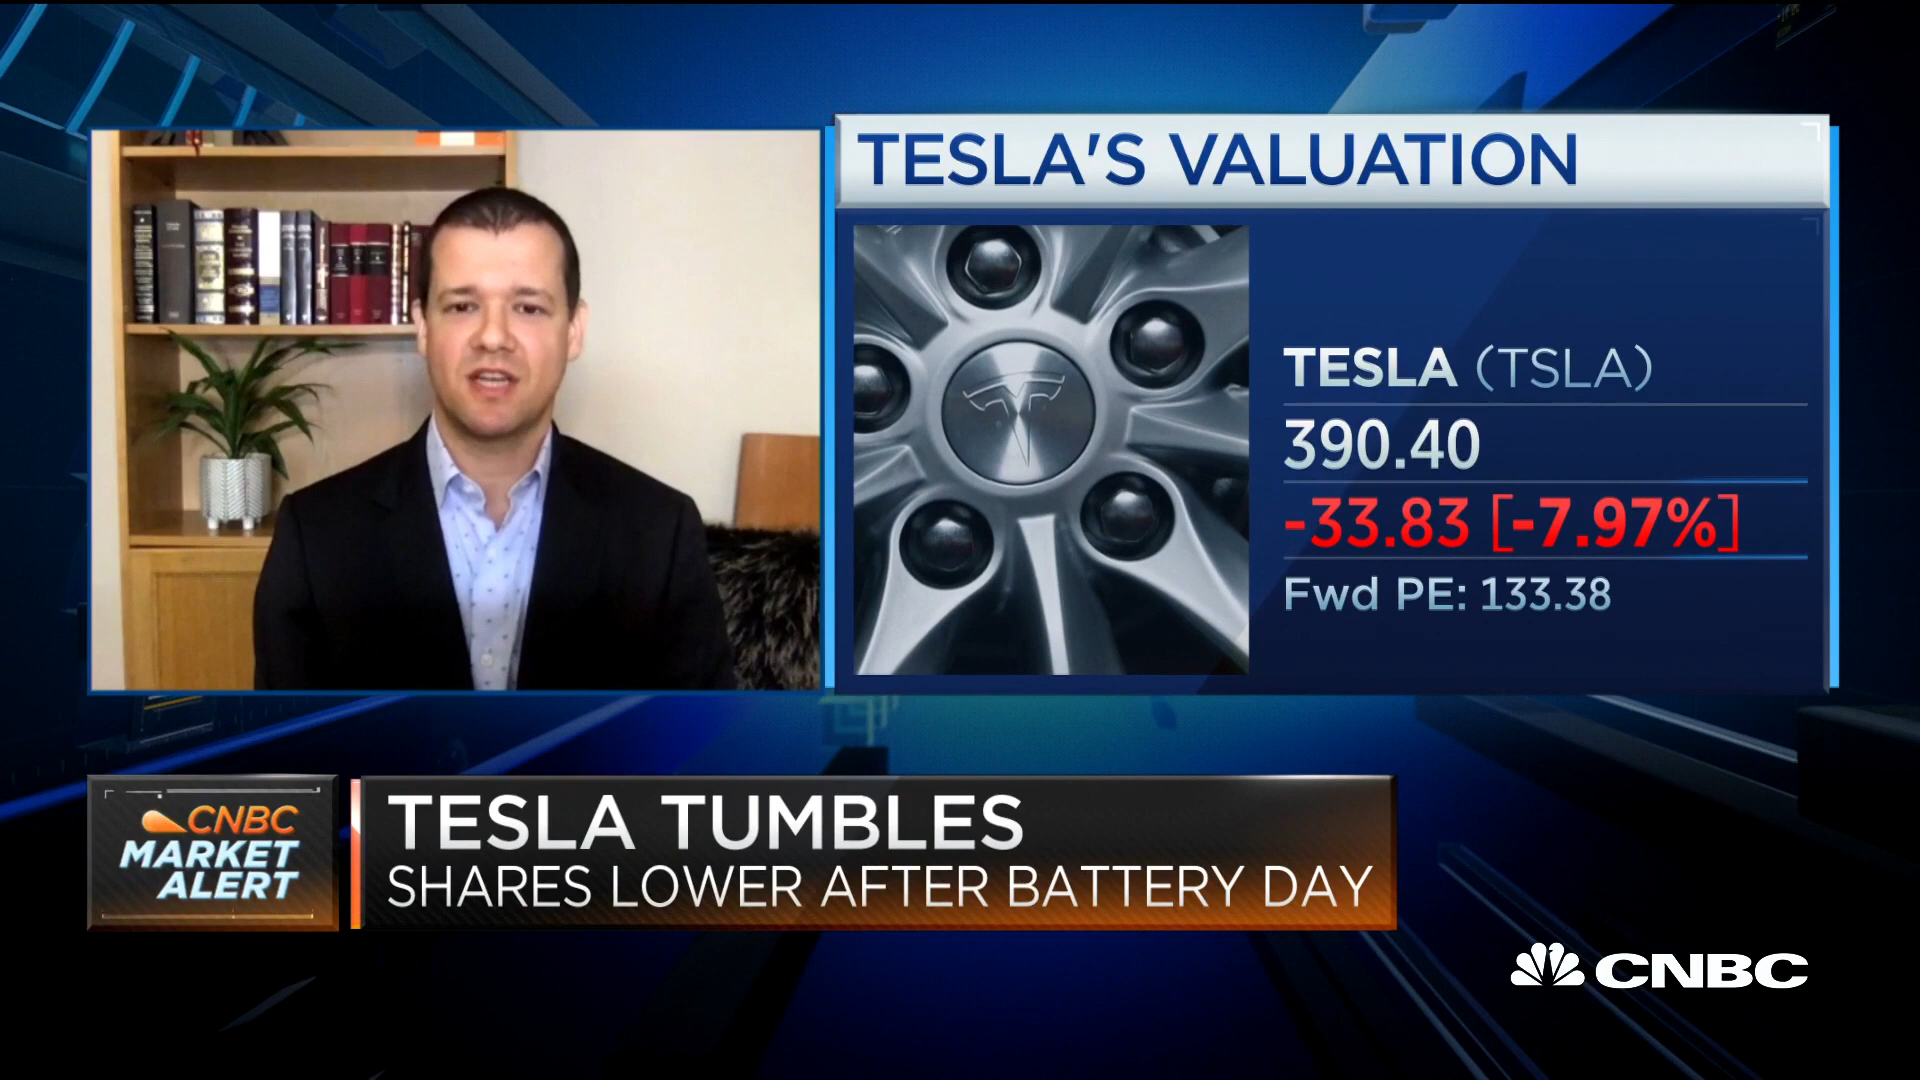 TESLA'S VALUATION
TESLA (TSLA)
390.40
-33.83 [-7.97%]
Fwd PE: 133.38
CNBC
MARKET
ALERT
TESLA TUMBLES
SHARES LOWER AFTER BATTERY DAY
CNBC